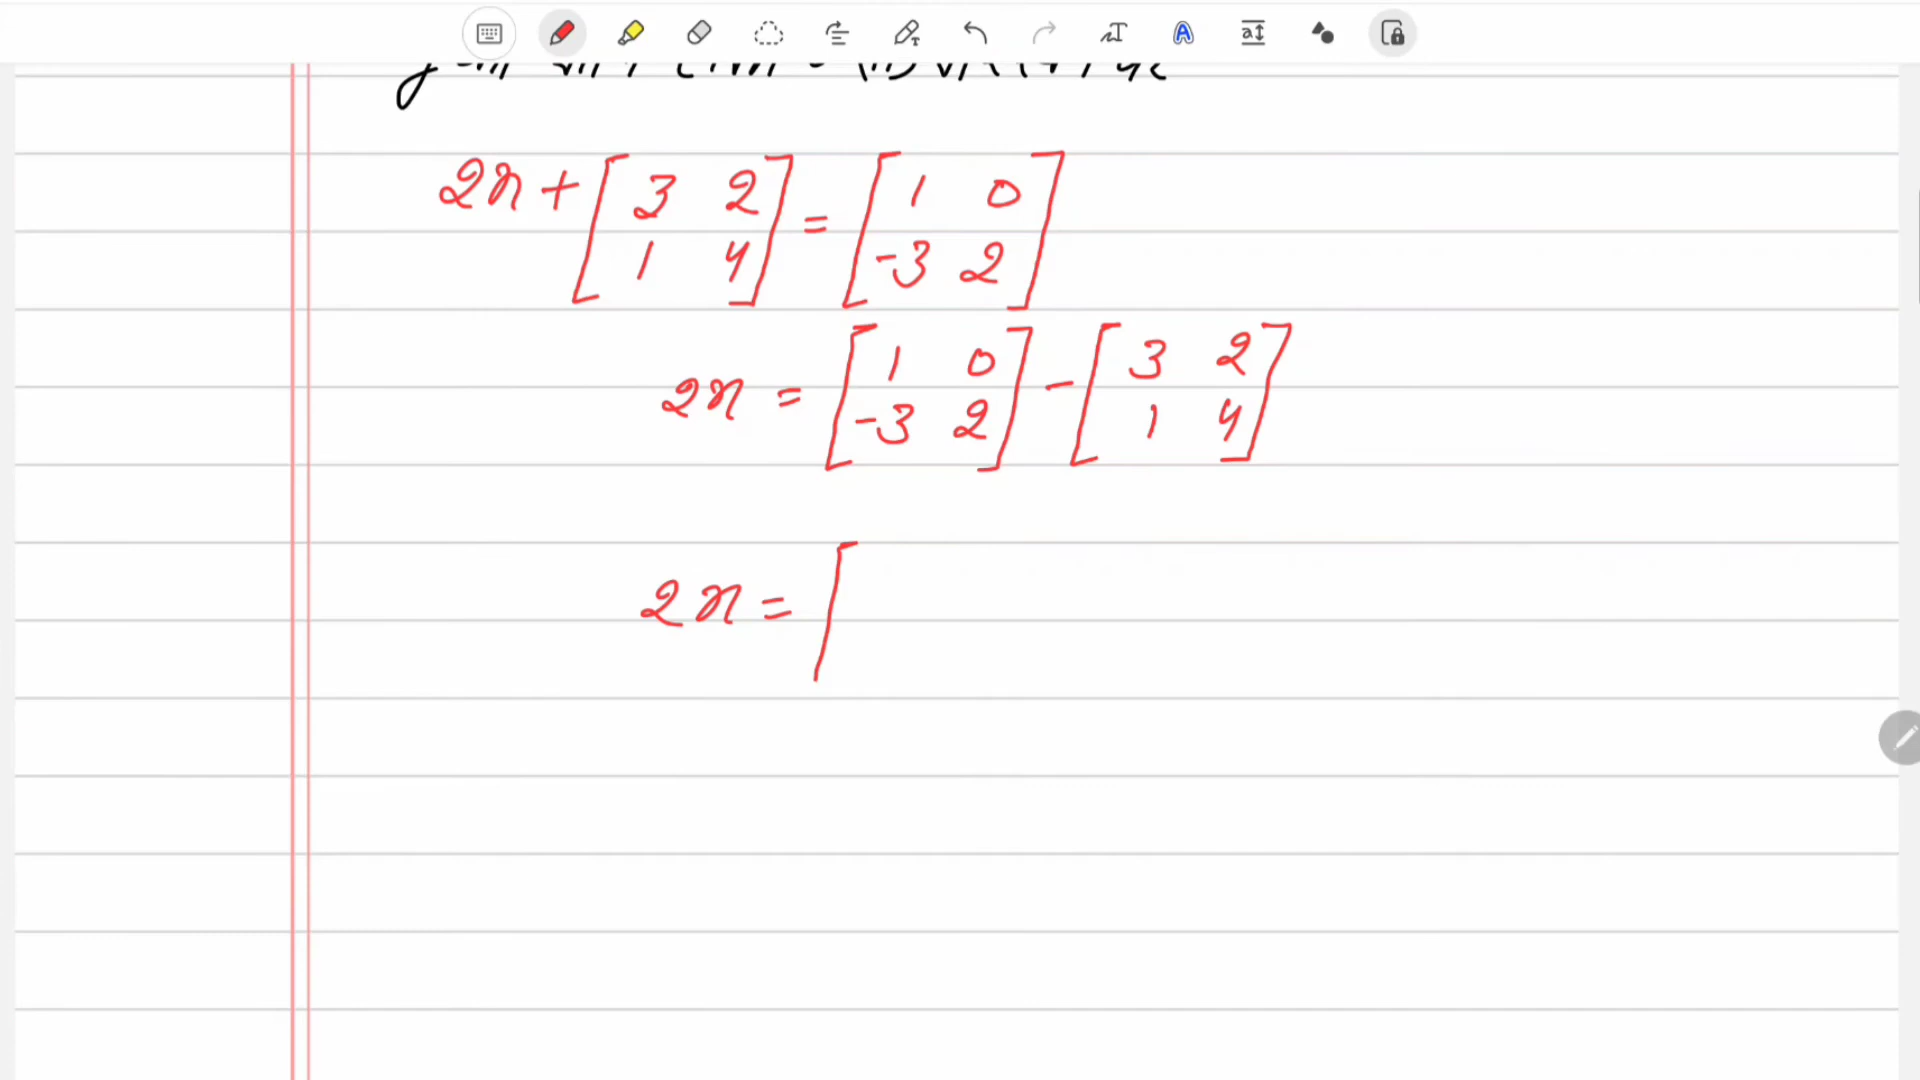 2x + [ 3 2 ; 1 4 ] = [ 1 0 ; -3 2 ]
2x = [ 1 0 ; -3 2 ] - [ 3 2 ; 1 4 ]
2x = [